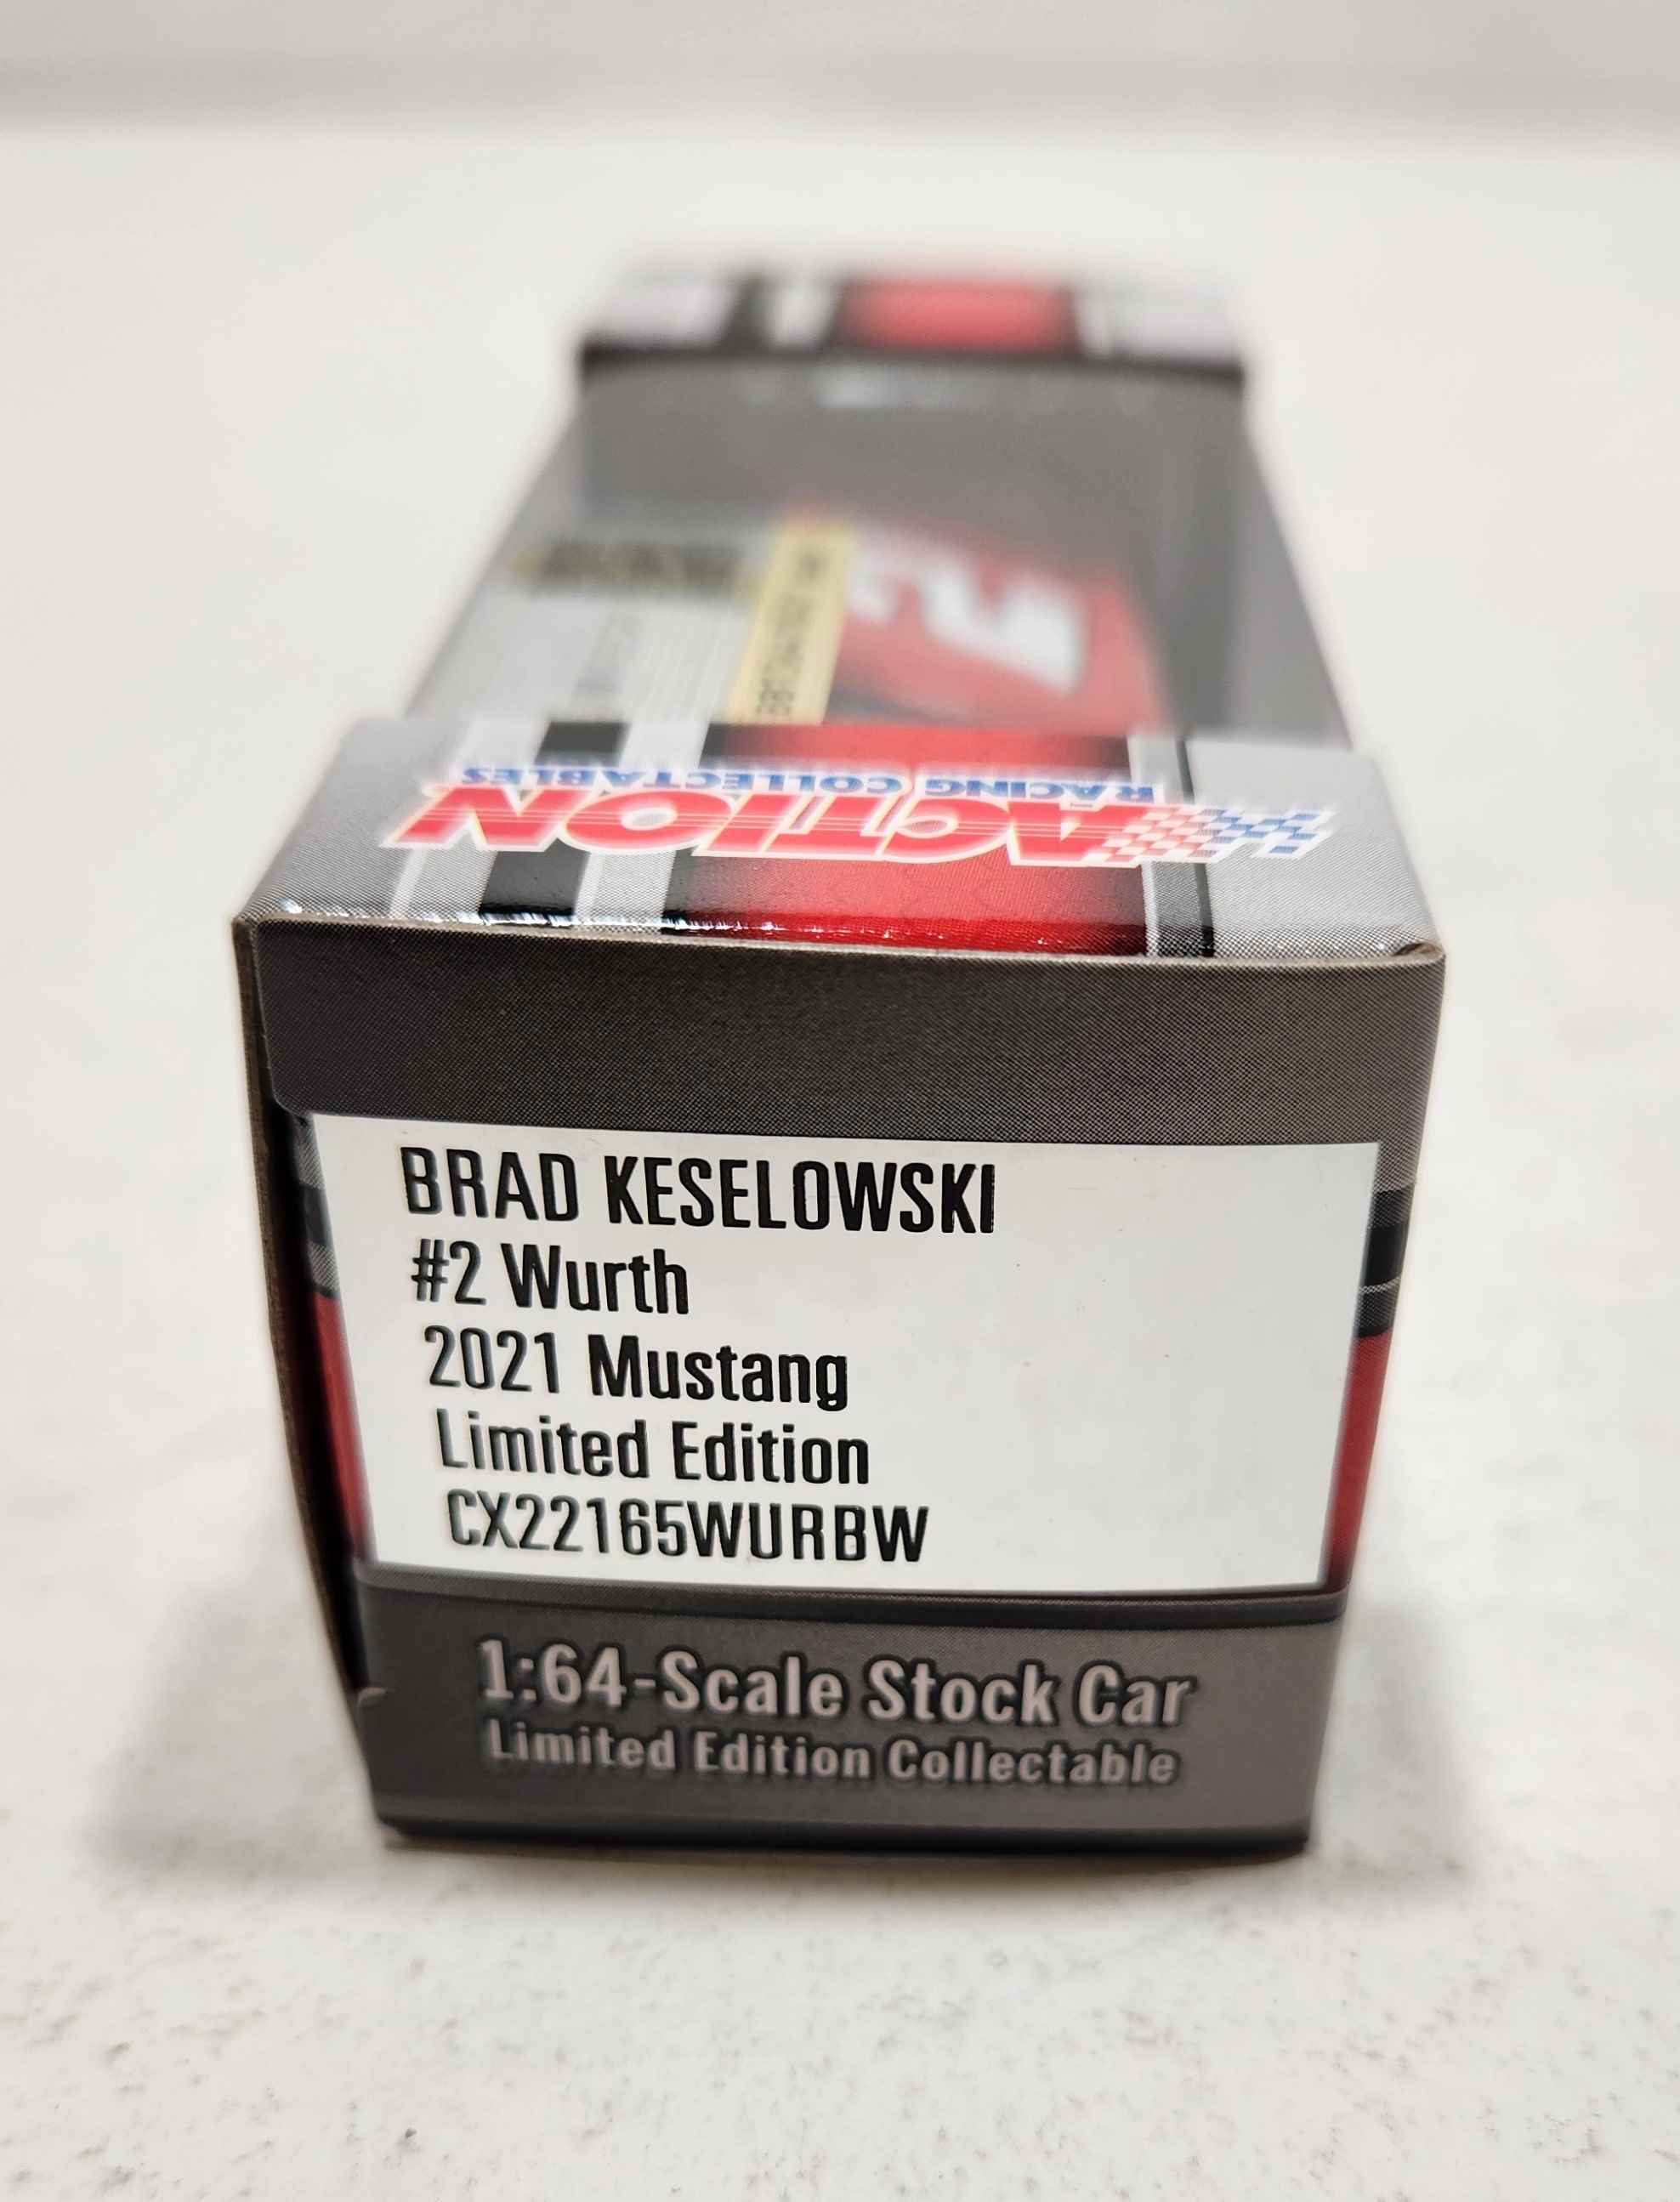 ACTION
RACING COLLECTABLES
BRAD KESELOWSKI
#2 Wurth
2021 Mustang
Limited Edition
CX22165WURBW
1:64-Scale Stock Car
Limited Edition Collectable